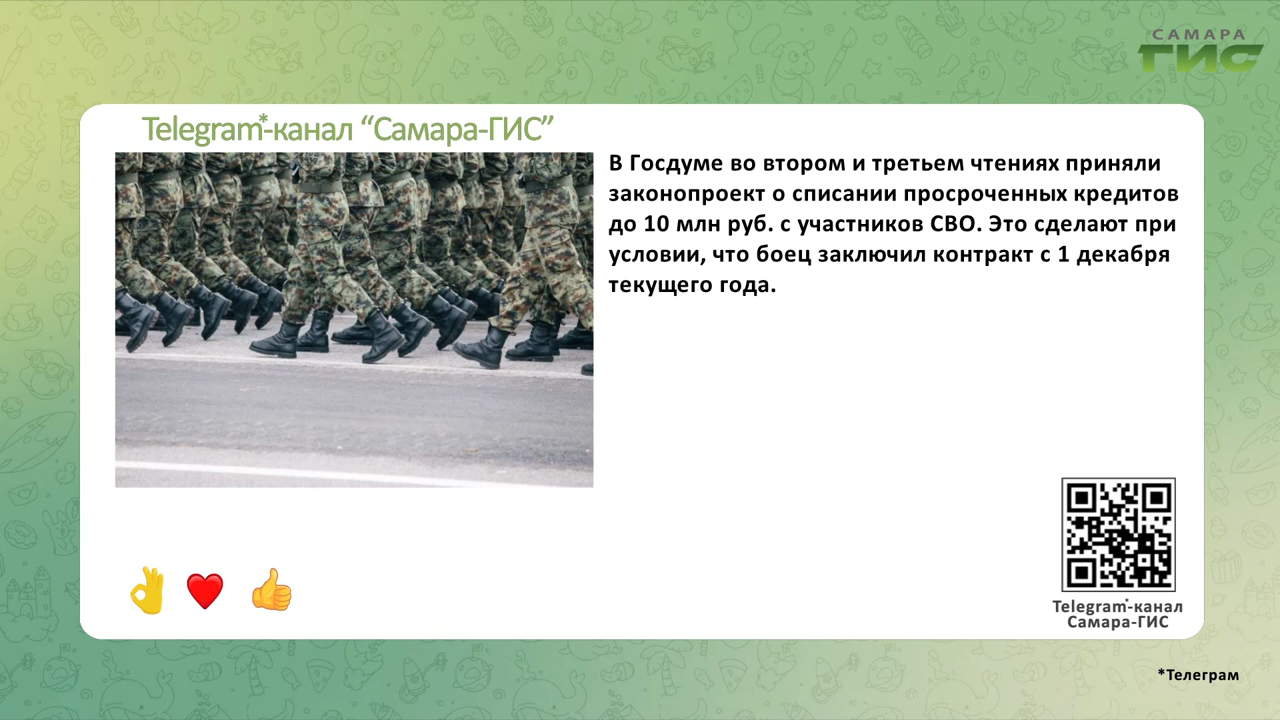 САМАРА
ГИС
Telegram*-канал “Самара-ГИС”
В Госдуме во втором и третьем чтениях приняли
законопроект о списании просроченных кредитов
до 10 млн руб. с участников СВО. Это сделают при
условии, что боец заключил контракт с 1 декабря
текущего года.
Telegram*-канал
Самара-ГИС
*Телеграм